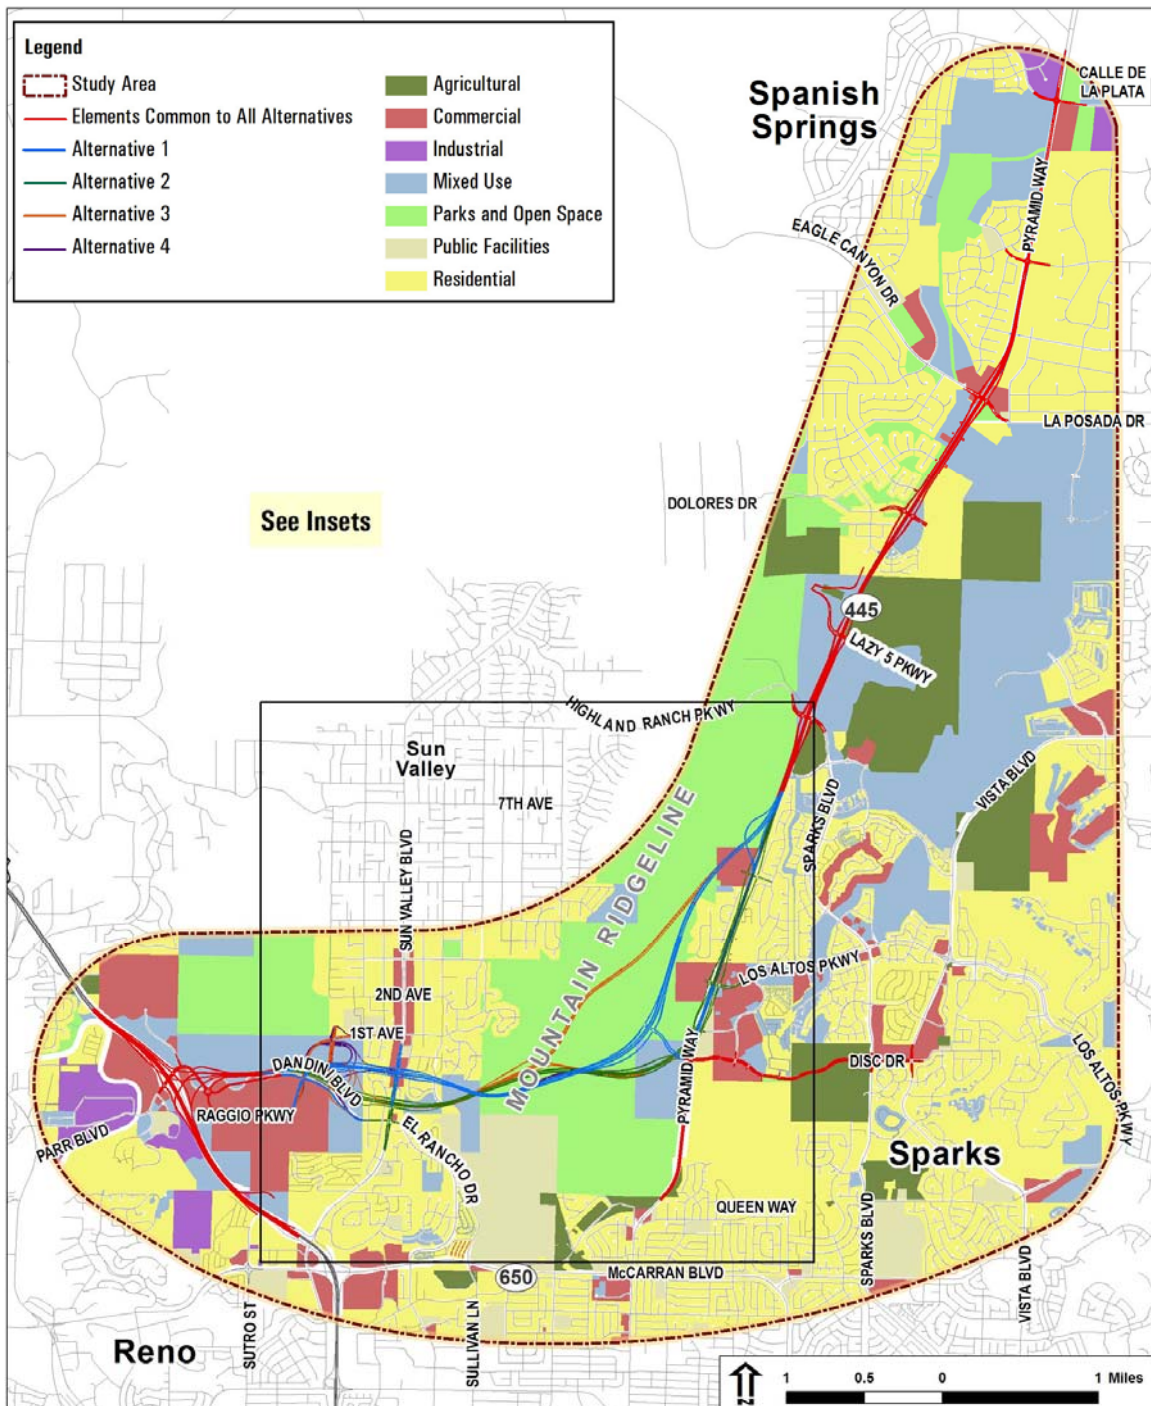 Legend
Study Area
Elements Common to All Alternatives
Alternative 1
Alternative 2
Alternative 3
Alternative 4
Agricultural
Commercial
Industrial
Mixed Use
Parks and Open Space
Public Facilities
Residential
Spanish
Springs
CALLE DE
LA PLATA
PYRAMID WAY
EAGLE CANYON DR
LA POSADA DR
See Insets
DOLORES DR
445
LAZY 5 PKWY
HIGHLAND RANCH PKWY
Sun
Valley
7TH AVE
VISTA BLVD
SPARKS BLVD
SUN VALLEY BLVD
MOUNTAIN RIDGELINE
LOS ALTOS PKWY
2ND AVE
1ST AVE
PYRAMID WAY
DISC DR
LOS ALTOS PKWY
DANDINI BLVD
RAGGIO PKWY
PARR BLVD
EL RANCHO DR
Sparks
QUEEN WAY
SPARKS BLVD
650
McCARRAN BLVD
VISTA BLVD
SUTRO ST
SULLIVAN LN
Reno
N
1 0.5 0 1 Miles